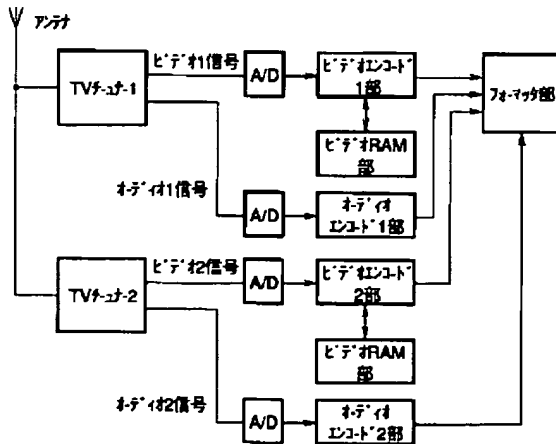 アンテナ
TVチューナ-1
ビデオ1信号
A/D
ビデオエンコード
1部
フォーマッタ部
ビデオRAM
部
オーディオ1信号
A/D
オーディオ
エンコード1部
TVチューナ-2
ビデオ2信号
A/D
ビデオエンコード
2部
ビデオRAM
部
オーディオ2信号
A/D
オーディオ
エンコード2部